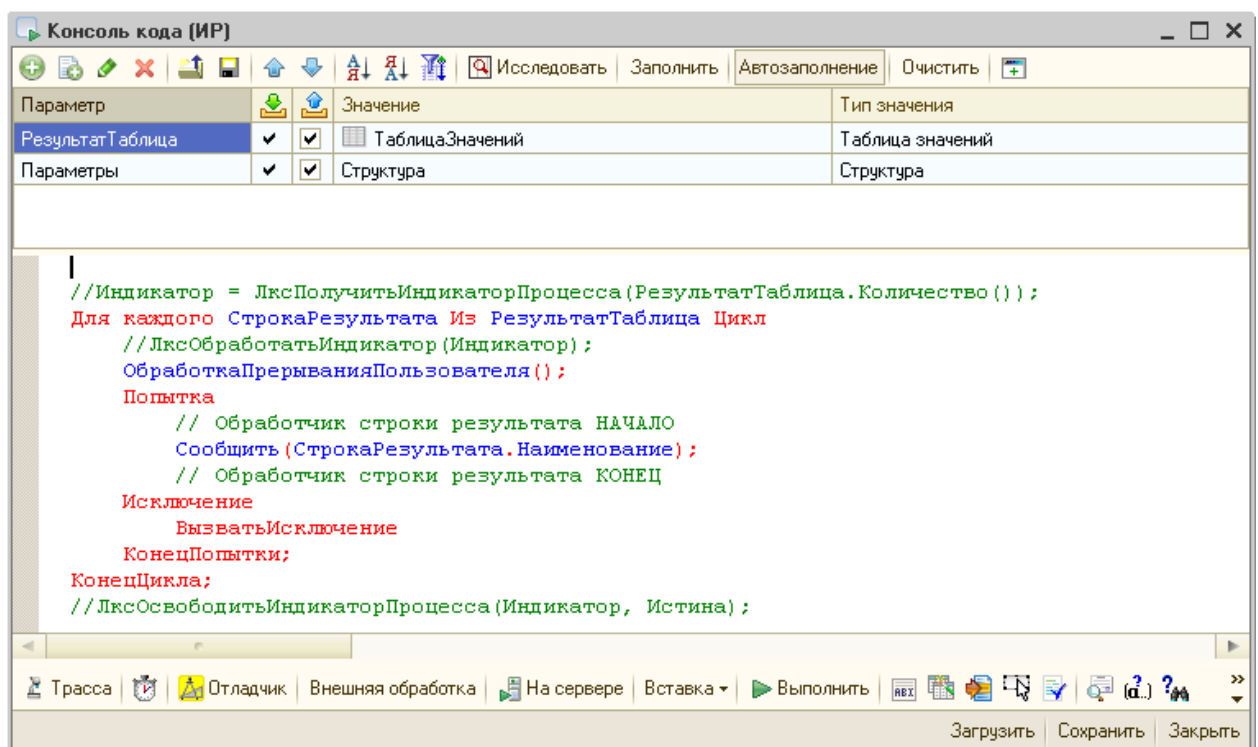 Консоль кода (ИР)
Исследовать Заполнить Автозаполнение Очистить
Параметр Значение Тип значения
РезультатТаблица ТаблицаЗначений Таблица значений
Параметры Структура Структура
//Индикатор = ЛксПолучитьИндикаторПроцесса(РезультатТаблица.Количество());
Для каждого СтрокаРезультата Из РезультатТаблица Цикл
//ЛксОбработатьИндикатор(Индикатор);
ОбработкаПрерыванияПользователя();
Попытка
// Обработчик строки результата НАЧАЛО
Сообщить(СтрокаРезультата.Наименование);
// Обработчик строки результата КОНЕЦ
Исключение
ВызватьИсключение
КонецПопытки;
КонецЦикла;
//ЛксОсвободитьИндикаторПроцесса(Индикатор, Истина);
Трасса Отладчик Внешняя обработка На сервере Вставка Выполнить
Загрузить Сохранить Закрыть